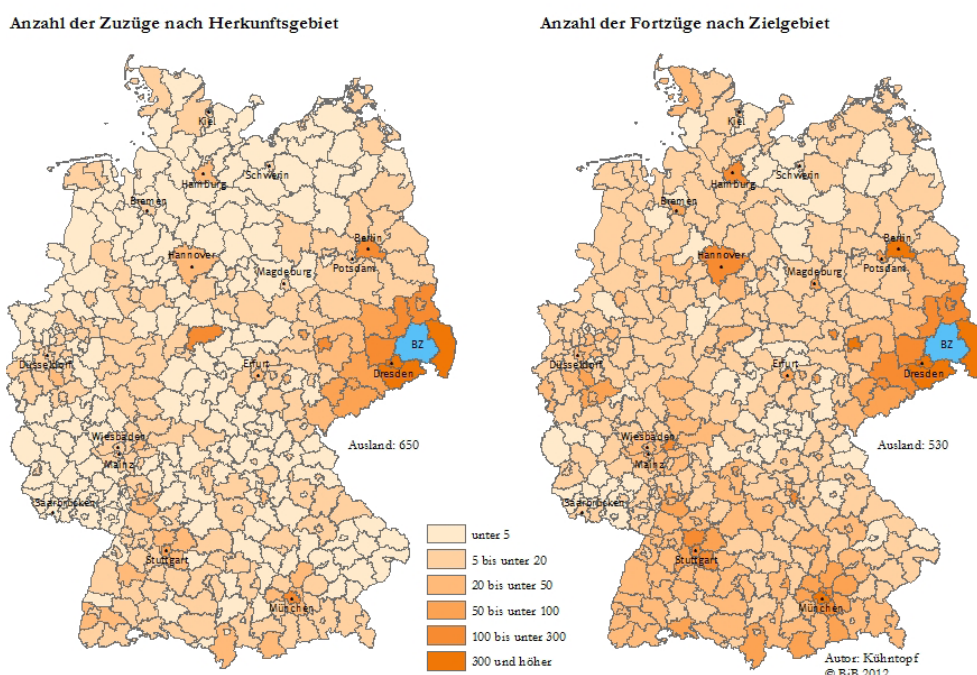 Anzahl der Zuzüge nach Herkunftsgebiet
Kiel
Hamburg
Schwerin
Bremen
Berlin
Hannover
Potsdam
Magdeburg
BZ
Düsseldorf
Erfurt
Dresden
Wiesbaden
Mainz
Ausland: 650
Saarbrücken
Stuttgart
München
Anzahl der Fortzüge nach Zielgebiet
Kiel
Hamburg
Schwerin
Bremen
Berlin
Hannover
Potsdam
Magdeburg
BZ
Düsseldorf
Erfurt
Dresden
Wiesbaden
Mainz
Ausland: 530
Saarbrücken
Stuttgart
München
unter 5
5 bis unter 20
20 bis unter 50
50 bis unter 100
100 bis unter 300
300 und höher
Autor: Kühntopf
© BiB 2012